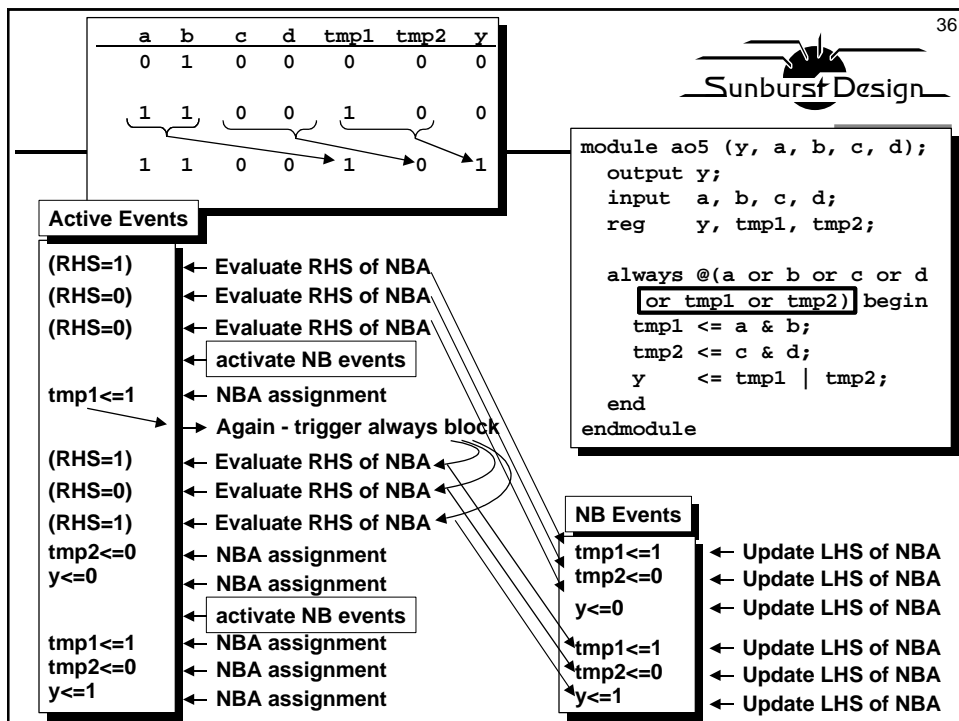 36
a b c d tmp1 tmp2 y
0 1 0 0 0 0 0
1 1 0 0 1 0 0
1 1 0 0 1 0 1
Sunburst Design
module ao5 (y, a, b, c, d);
output y;
input a, b, c, d;
reg y, tmp1, tmp2;
always @(a or b or c or d
or tmp1 or tmp2) begin
tmp1 <= a & b;
tmp2 <= c & d;
y <= tmp1 | tmp2;
end
endmodule
Active Events
(RHS=1) Evaluate RHS of NBA
(RHS=0) Evaluate RHS of NBA
(RHS=0) Evaluate RHS of NBA
activate NB events
tmp1<=1 NBA assignment
Again - trigger always block
(RHS=1) Evaluate RHS of NBA
(RHS=0) Evaluate RHS of NBA
(RHS=1) Evaluate RHS of NBA
tmp2<=0 NBA assignment
y<=0 NBA assignment
activate NB events
tmp1<=1 NBA assignment
tmp2<=0 NBA assignment
y<=1 NBA assignment
NB Events
tmp1<=1 Update LHS of NBA
tmp2<=0 Update LHS of NBA
y<=0 Update LHS of NBA
tmp1<=1 Update LHS of NBA
tmp2<=0 Update LHS of NBA
y<=1 Update LHS of NBA